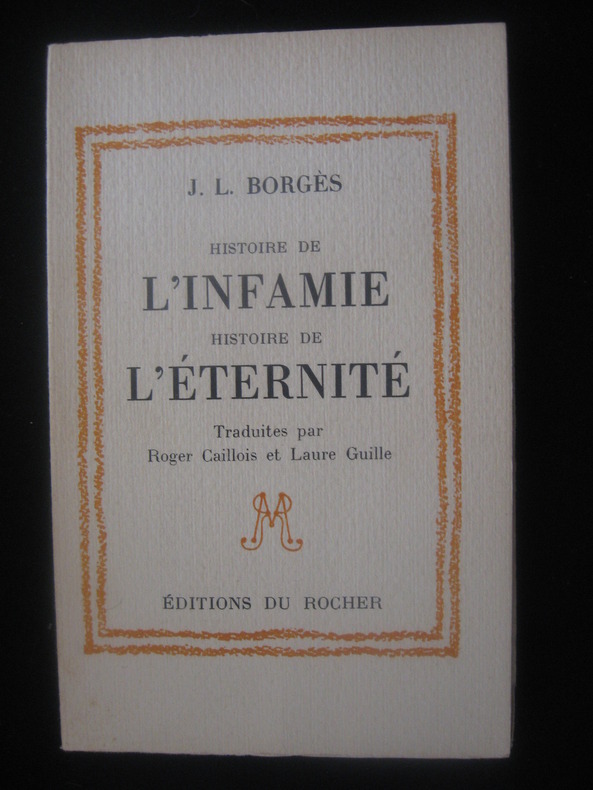 J. L. BORGÈS
HISTOIRE DE
L'INFAMIE
HISTOIRE DE
L'ÉTERNITÉ
Traduites par
Roger Caillois et Laure Guille
ÉDITIONS DU ROCHER